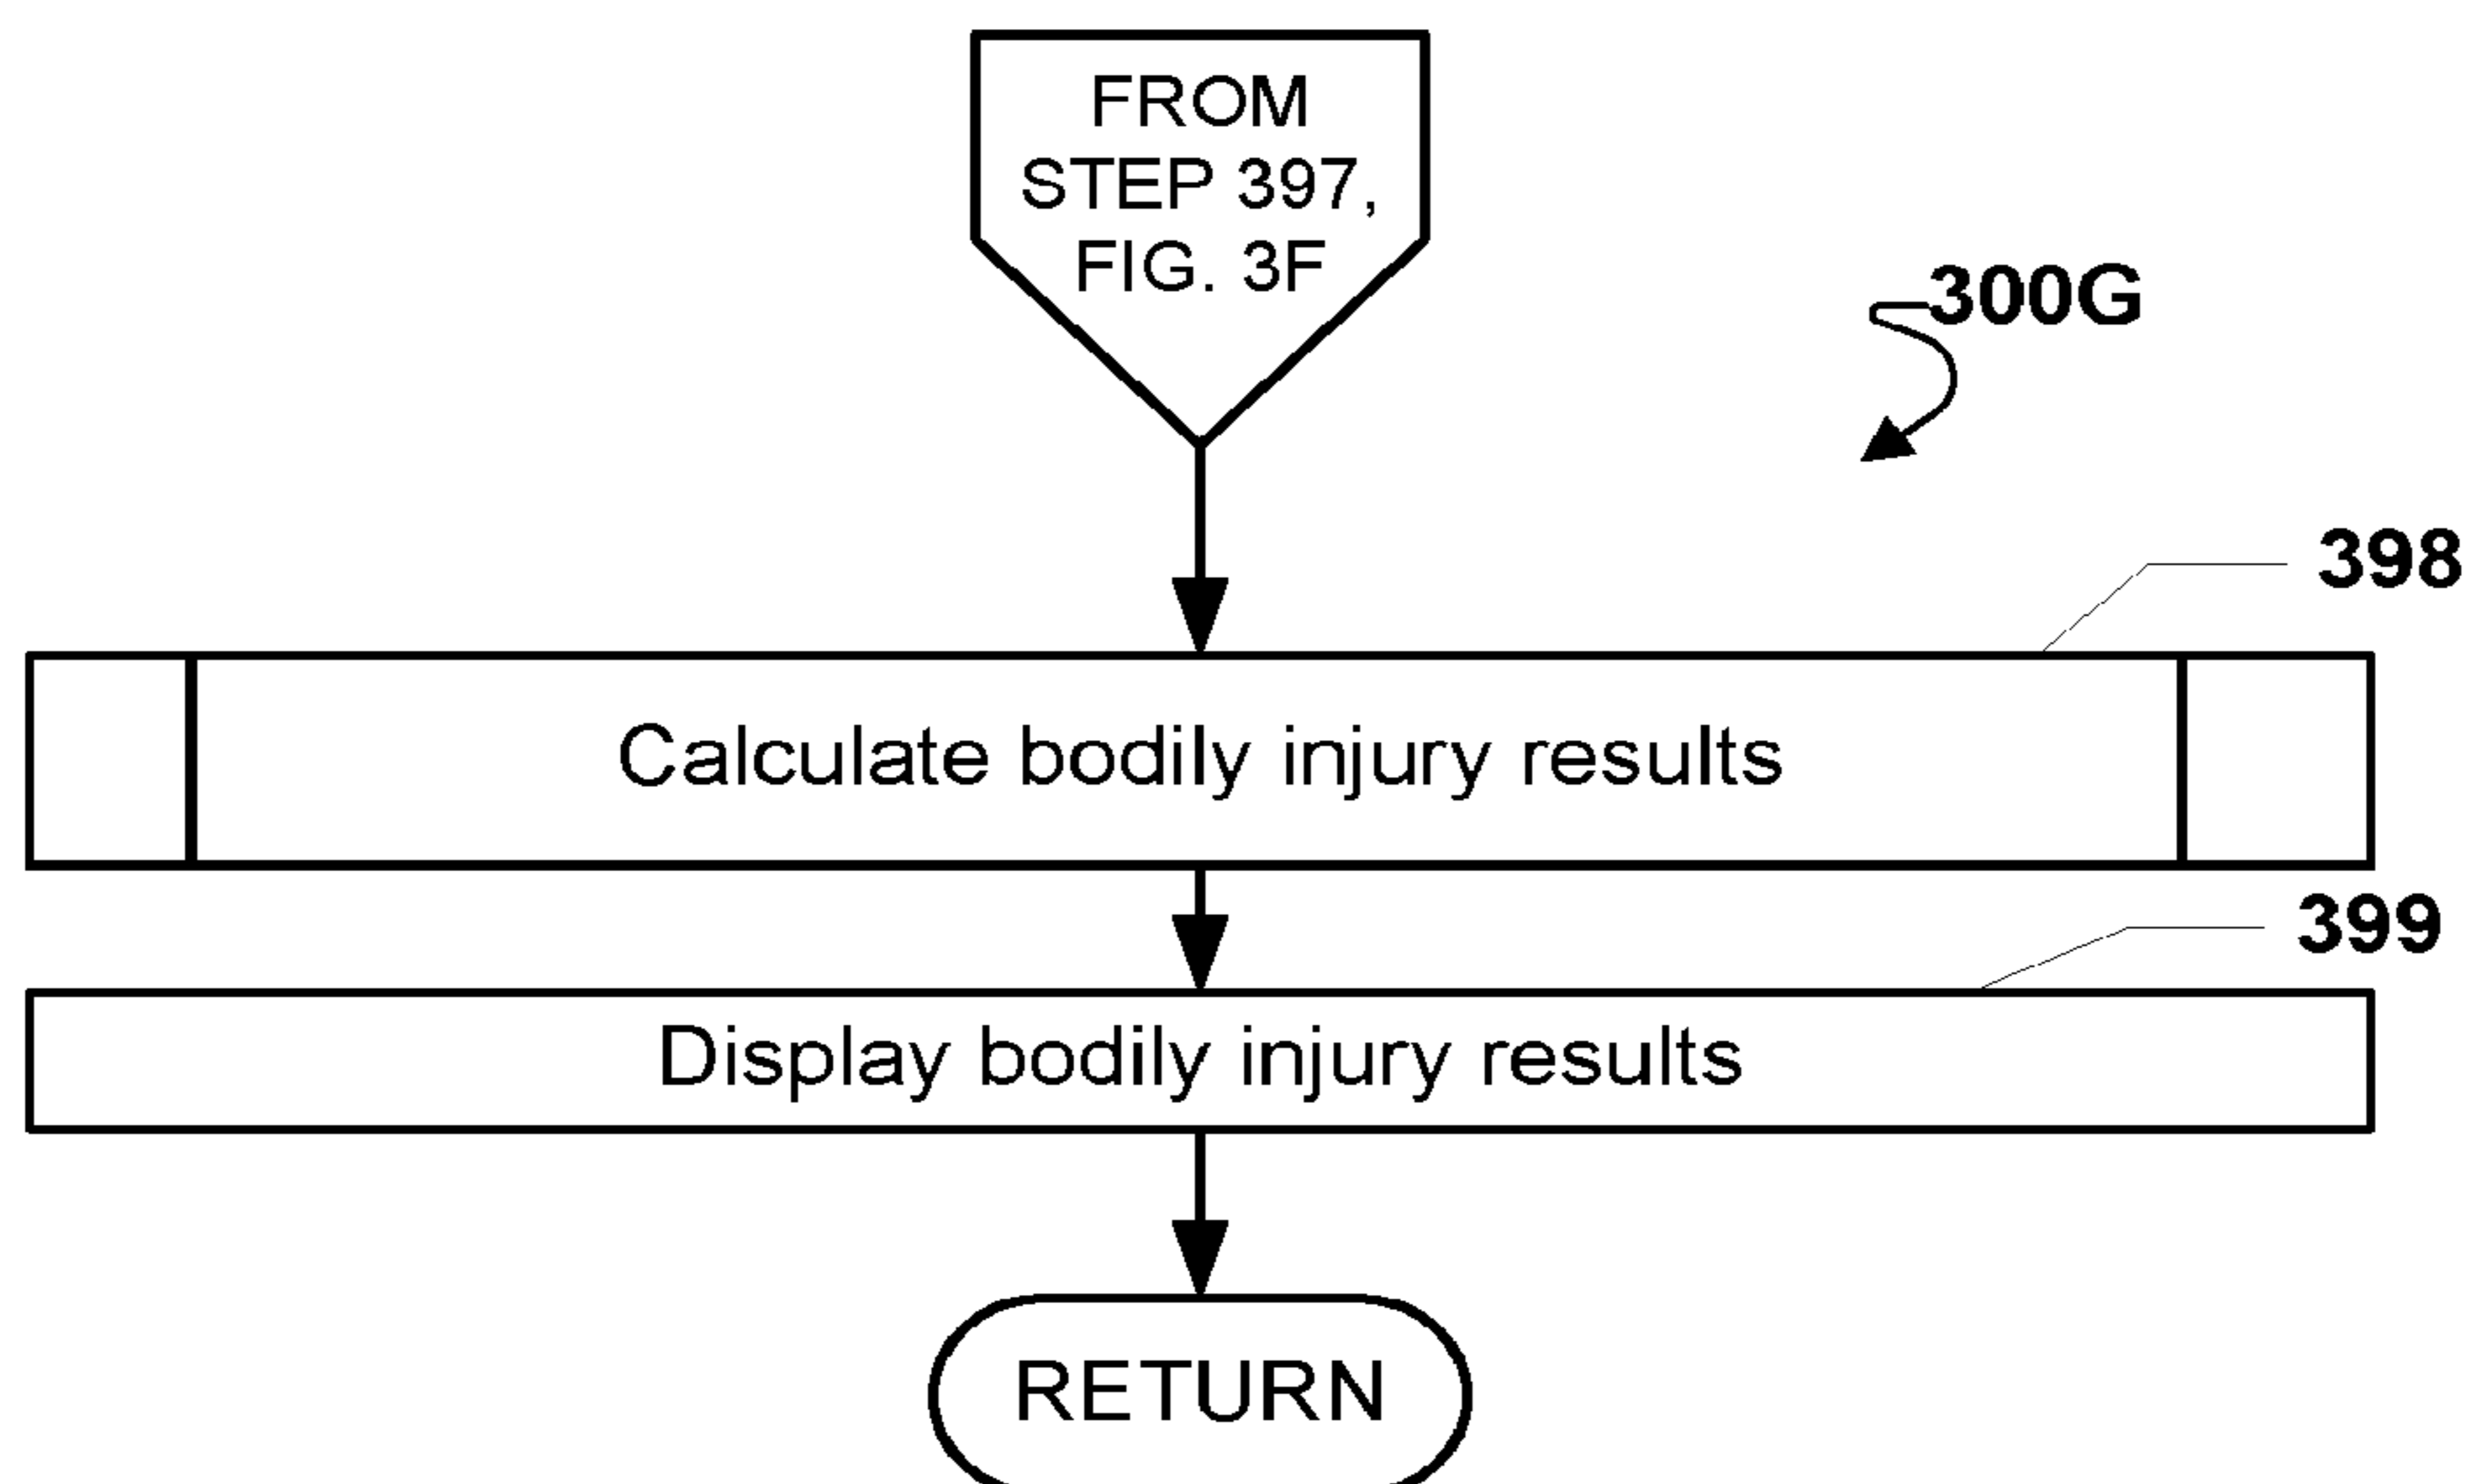 FROM
STEP 397,
FIG. 3F
300G
398
Calculate bodily injury results
399
Display bodily injury results
RETURN